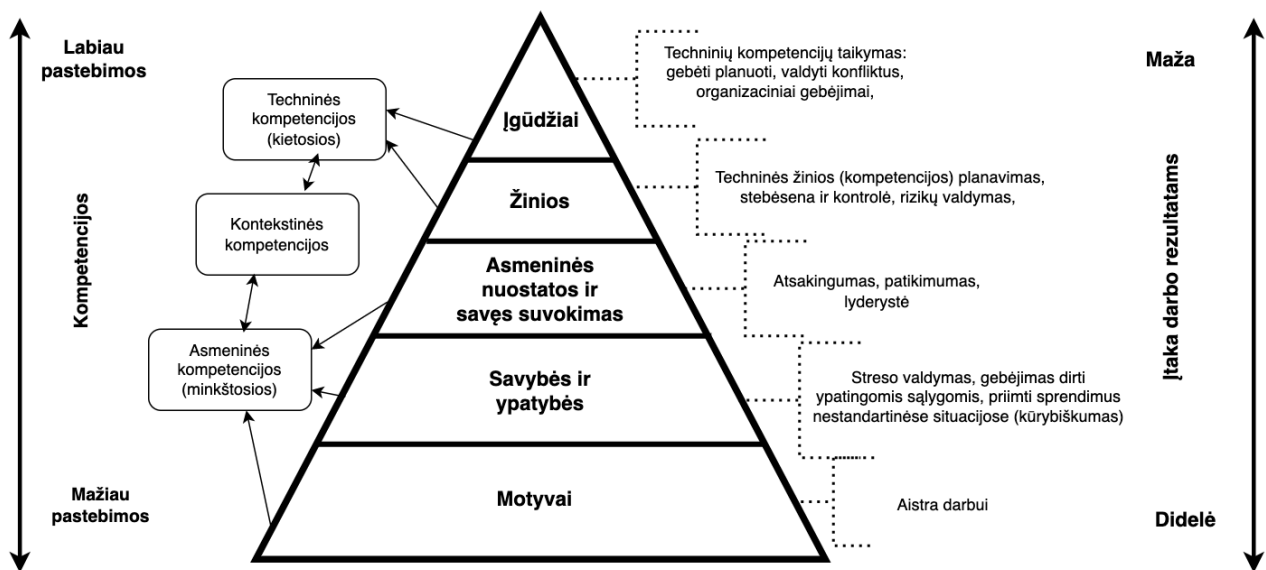 Labiau
pastebimos
Kompetencijos
Mažiau
pastebimos
Techninės
kompetencijos
(kietosios)
Kontekstinės
kompetencijos
Asmeninės
kompetencijos
(minkštosios)
Įgūdžiai
Žinios
Asmeninės
nuostatos ir
savęs suvokimas
Savybės ir
ypatybės
Motyvai
Techninių kompetencijų taikymas:
gebėti planuoti, valdyti konfliktus,
organizaciniai gebėjimai,
Techninės žinios (kompetencijos) planavimas,
stebėsena ir kontrolė, rizikų valdymas,
Atsakingumas, patikimumas,
lyderystė
Streso valdymas, gebėjimas dirti
ypatingomis sąlygomis, priimti sprendimus
nestandartinėse situacijose (kūrybiškumas)
Aistra darbui
Maža
Įtaka darbo rezultatams
Didelė